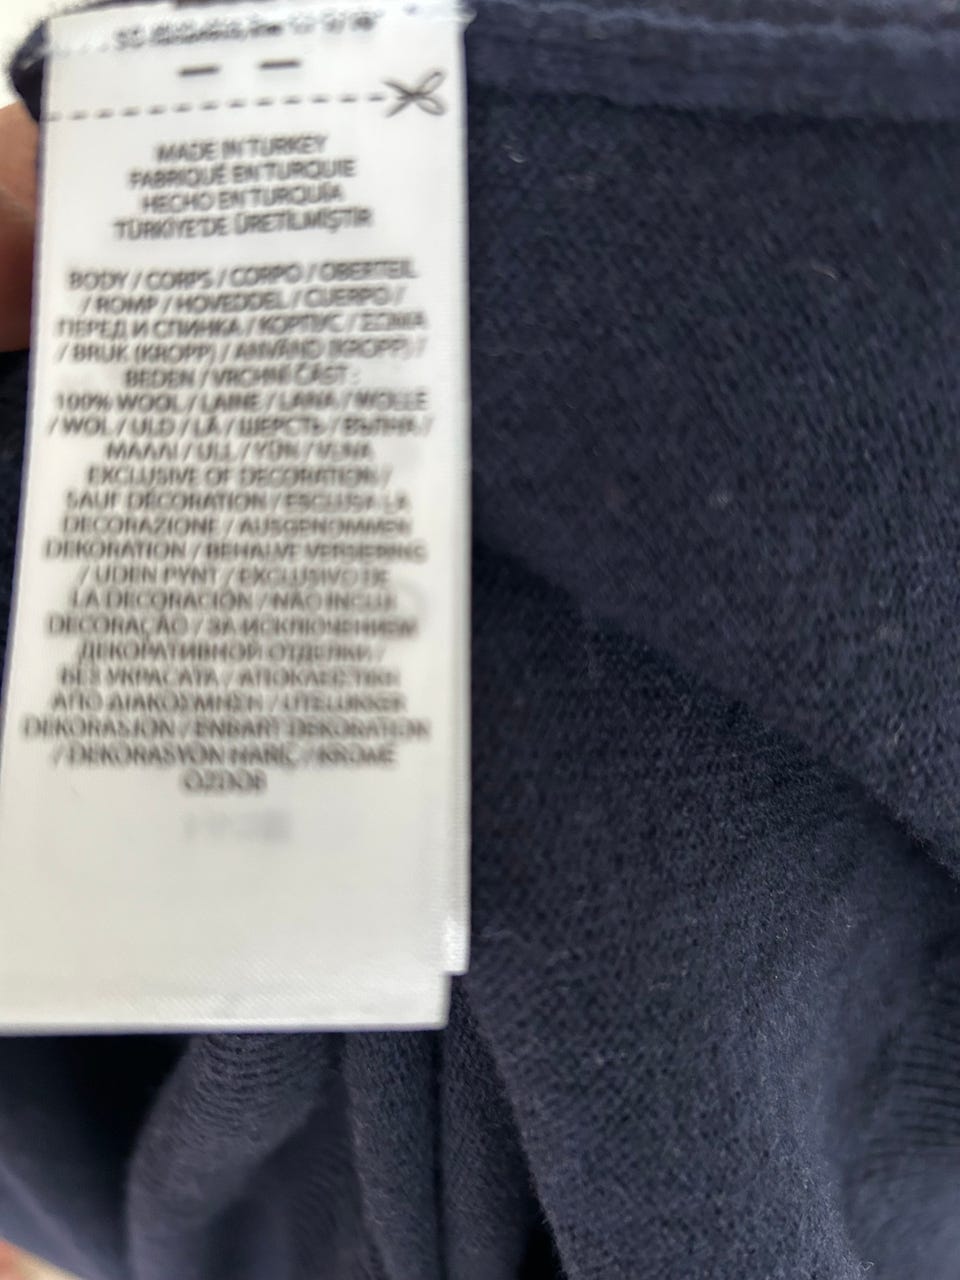 MADE IN TURKEY
FABRIQUÉ EN TURQUIE
HECHO EN TURQUÍA
TÜRKİYE'DE ÜRETİLMİŞTİR
BODY / CORPS / CORPO / OBERTEIL
/ ROMP / HOVEDDEL / CUERPO /
ПЕРЕД И СПИНКА / КОРПУС / ΣΩΜΑ
/ BRUK (KROPP) / ANVÄND (KROPP) /
BEDEN / VRCHNÍ ČÁST :
100% WOOL / LAINE / LANA / WOLLE
/ WOL / ULD / LÃ / ШЕРСТЬ / ВЪЛНА /
ΜΑΛΛΙ / ULL / YÜN / VLNA
EXCLUSIVE OF DECORATION /
SAUF DÉCORATION / ESCLUSA LA
DECORAZIONE / AUSGENOMMEN
DEKORATION / BEHALVE VERSIERING
/ UDEN PYNT / EXCLUSIVO DE
LA DECORACIÓN / NÃO INCLUI
DECORAÇÃO / ЗА ИСКЛЮЧЕНИЕМ
ДЕКОРАТИВНОЙ ОТДЕЛКИ /
БЕЗ УКРАСАТА / ΑΠΟΚΛΕΙΣΤΙΚΗ
ΑΠΟ ΔΙΑΚΟΣΜΗΣΗ / UTELUKKER
DEKORASJON / ENBART DEKORATION
/ DEKORASYON HARİÇ / KROMĚ
OZDOB